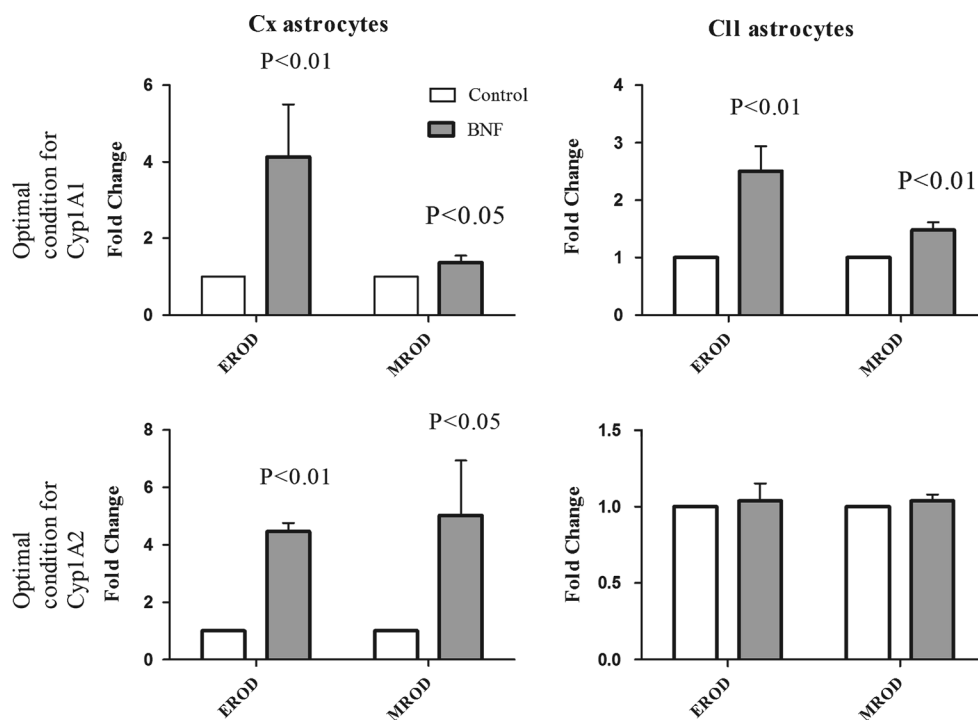 Cx astrocytes
Cll astrocytes
P<0.01
Control
BNF
P<0.05
P<0.01
P<0.01
Optimal
condition for
Cyp1A1
Fold Change
6
4
2
0
EROD
MROD
Fold Change
4
3
2
1
0
EROD
MROD
Optimal
condition for
Cyp1A2
Fold Change
8
6
4
2
0
P<0.01
P<0.05
EROD
MROD
Fold Change
1.5
1.0
0.5
0.0
EROD
MROD